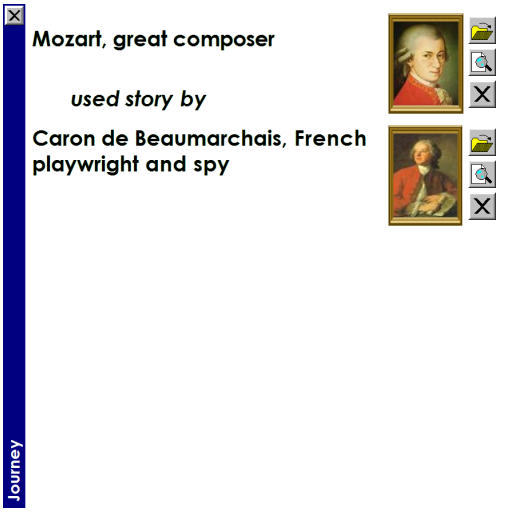 Mozart, great composer
used story by
Caron de Beaumarchais, French
playwright and spy
Journey